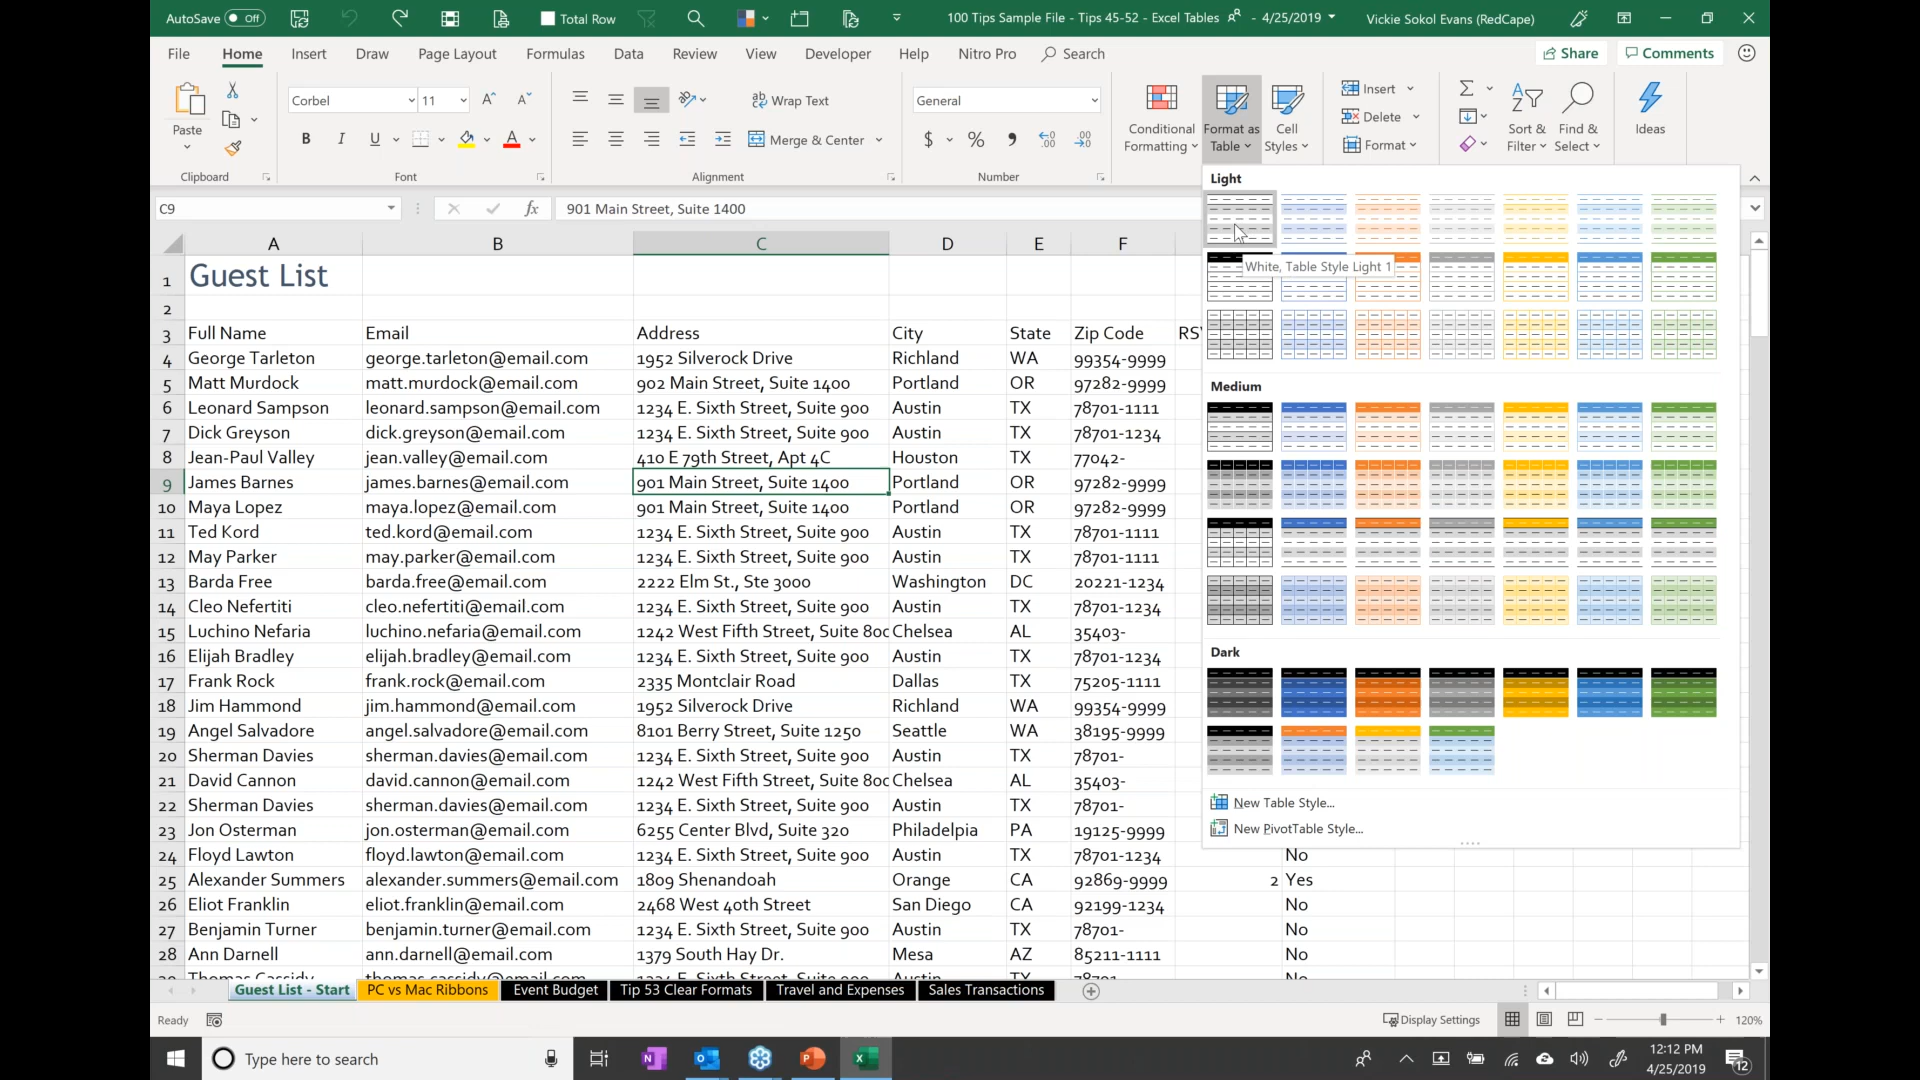 AutoSave Off Total Row 100 Tips Sample File - Tips 45-52 - Excel Tables - 4/25/2019 Vickie Sokol Evans (RedCape)
File Home Insert Draw Page Layout Formulas Data Review View Developer Help Nitro Pro Search Share Comments
Paste
Clipboard
Corbel 11
B I U
Font
Wrap Text
Merge & Center
Alignment
General
$ % ,
Number
Conditional Formatting
Format as Table
Cell Styles
Insert
Delete
Format
Sort & Filter
Find & Select
Ideas
C9 fx 901 Main Street, Suite 1400
Light
White, Table Style Light 1
Medium
Dark
New Table Style...
New PivotTable Style...
A B C D E F
1 Guest List
2
3 Full Name Email Address City State Zip Code
4 George Tarleton george.tarleton@email.com 1952 Silverock Drive Richland WA 99354-9999
5 Matt Murdock matt.murdock@email.com 902 Main Street, Suite 1400 Portland OR 97282-9999
6 Leonard Sampson leonard.sampson@email.com 1234 E. Sixth Street, Suite 900 Austin TX 78701-1111
7 Dick Greyson dick.greyson@email.com 1234 E. Sixth Street, Suite 900 Austin TX 78701-1234
8 Jean-Paul Valley jean.valley@email.com 410 E 79th Street, Apt 4C Houston TX 77042-
9 James Barnes james.barnes@email.com 901 Main Street, Suite 1400 Portland OR 97282-9999
10 Maya Lopez maya.lopez@email.com 901 Main Street, Suite 1400 Portland OR 97282-9999
11 Ted Kord ted.kord@email.com 1234 E. Sixth Street, Suite 900 Austin TX 78701-1111
12 May Parker may.parker@email.com 1234 E. Sixth Street, Suite 900 Austin TX 78701-1111
13 Barda Free barda.free@email.com 2222 Elm St., Ste 3000 Washington DC 20221-1234
14 Cleo Nefertiti cleo.nefertiti@email.com 1234 E. Sixth Street, Suite 900 Austin TX 78701-1234
15 Luchino Nefaria luchino.nefaria@email.com 1242 West Fifth Street, Suite 800 Chelsea AL 35403-
16 Elijah Bradley elijah.bradley@email.com 1234 E. Sixth Street, Suite 900 Austin TX 78701-1234
17 Frank Rock frank.rock@email.com 2335 Montclair Road Dallas TX 75205-1111
18 Jim Hammond jim.hammond@email.com 1952 Silverock Drive Richland WA 99354-9999
19 Angel Salvadore angel.salvadore@email.com 8101 Berry Street, Suite 1250 Seattle WA 38195-9999
20 Sherman Davies sherman.davies@email.com 1234 E. Sixth Street, Suite 900 Austin TX 78701-
21 David Cannon david.cannon@email.com 1242 West Fifth Street, Suite 800 Chelsea AL 35403-
22 Sherman Davies sherman.davies@email.com 1234 E. Sixth Street, Suite 900 Austin TX 78701-
23 Jon Osterman jon.osterman@email.com 6255 Center Blvd, Suite 320 Philadelpia PA 19125-9999
24 Floyd Lawton floyd.lawton@email.com 1234 E. Sixth Street, Suite 900 Austin TX 78701-1234 No
25 Alexander Summers alexander.summers@email.com 1809 Shenandoah Orange CA 92869-9999 2 Yes
26 Eliot Franklin eliot.franklin@email.com 2468 West 40th Street San Diego CA 92199-1234 No
27 Benjamin Turner benjamin.turner@email.com 1234 E. Sixth Street, Suite 900 Austin TX 78701- No
28 Ann Darnell ann.darnell@email.com 1379 South Hay Dr. Mesa AZ 85211-1111 No
Thomas Cassidy thomas.cassidy@email.com 1234 E. Sixth Street, Suite 900 Austin TX 78701- No
Guest List - Start PC vs Mac Ribbons Event Budget Tip 53 Clear Formats Travel and Expenses Sales Transactions
Ready Display Settings 120%
Type here to search 12:12 PM
4/25/2019 12